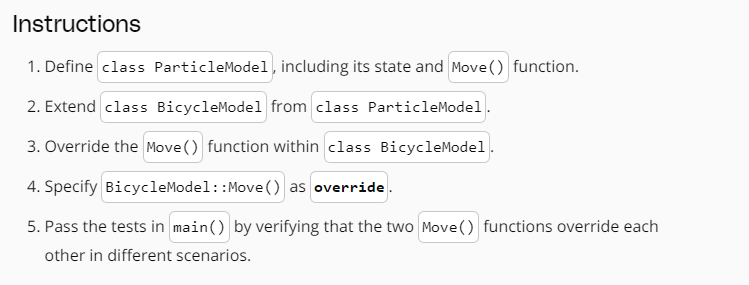 Instructions
1. Define class ParticleModel, including its state and Move() function.
2. Extend class BicycleModel from class ParticleModel.
3. Override the Move() function within class BicycleModel.
4. Specify BicycleModel::Move() as override.
5. Pass the tests in main() by verifying that the two Move() functions override each
other in different scenarios.